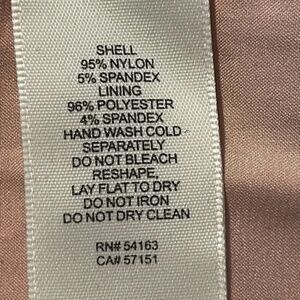 SHELL
95% NYLON
5% SPANDEX
LINING
96% POLYESTER
4% SPANDEX
HAND WASH COLD
SEPARATELY
DO NOT BLEACH
RESHAPE,
LAY FLAT TO DRY
DO NOT IRON
DO NOT DRY CLEAN
RN# 54163
CA# 57151